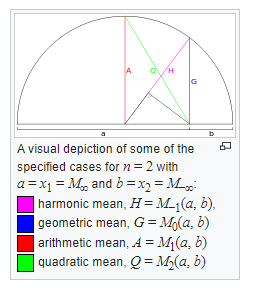 A
Q
H
G
a
b
A visual depiction of some of the
specified cases for n = 2 with
a = x₁ = M∞ and b = x₂ = M₋∞:
harmonic mean, H = M₋₁(a, b),
geometric mean, G = M₀(a, b)
arithmetic mean, A = M₁(a, b)
quadratic mean, Q = M₂(a, b)